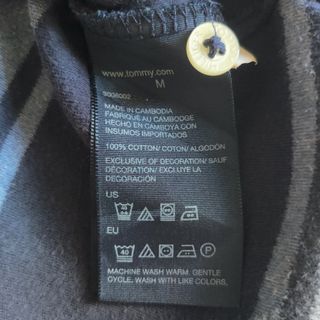 www.tommy.com
M
MADE IN CAMBODIA
FABRIQUE AU CAMBODGE
HECHO EN CAMBOYA CON
INSUMOS IMPORTADOS
100% COTTON/ COTON/ ALGODÓN
EXCLUSIVE OF DECORATION/ SAUF
DÉCORATION/ EXCLUSIVO DE LA
DECORACIÓN
US
EU
40
P
MACHINE WASH WARM. GENTLE
CYCLE. WASH WITH LIKE COLORS.